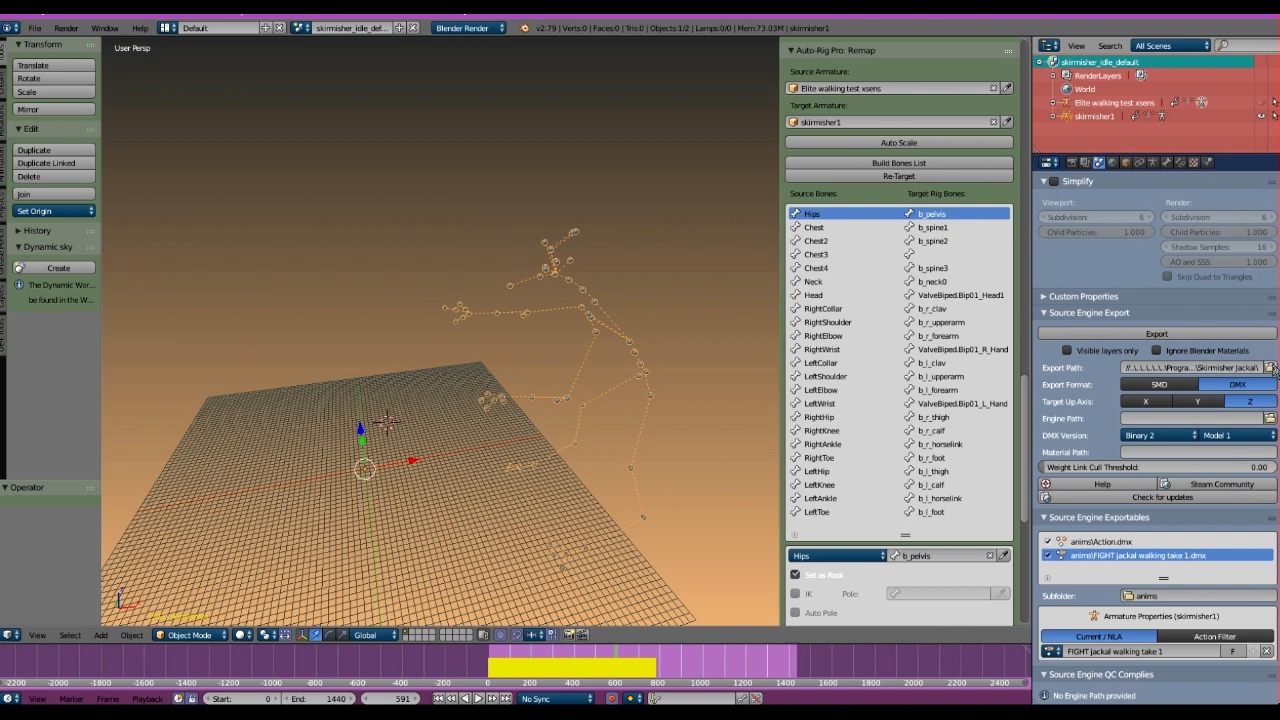 File Render Window Help Default skirmisher_idle_def... Blender Render v2.79 | Verts:0 | Faces:0 | Tris:0 | Objects:1/2 | Lamps:0/0 | Mem:73.03M | skirmisher1
View Search All Scenes
Transform
Translate
Rotate
Scale
Mirror
Edit
Duplicate
Duplicate Linked
Delete
Join
Set Origin
History
Dynamic sky
Create
The Dynamic Wor...
be found in the W...
Operator
User Persp
Auto-Rig Pro: Remap
Source Armature:
Elite walking test xsens
Target Armature:
skirmisher1
Auto Scale
Build Bones List
Re-Target
Source Bones: Target Rig Bones:
Hips b_pelvis
Chest b_spine1
Chest2 b_spine2
Chest3
Chest4 b_spine3
Neck b_neck0
Head ValveBiped.Bip01_Head1
RightCollar b_r_clav
RightShoulder b_r_upperarm
RightElbow b_r_forearm
RightWrist ValveBiped.Bip01_R_Hand
LeftCollar b_l_clav
LeftShoulder b_l_upperarm
LeftElbow b_l_forearm
LeftWrist ValveBiped.Bip01_L_Hand
RightHip b_r_thigh
RightKnee b_r_calf
RightAnkle b_r_horselink
RightToe b_r_foot
LeftHip b_l_thigh
LeftKnee b_l_calf
LeftAnkle b_l_horselink
LeftToe b_l_foot
Hips b_pelvis
Set as Root
IK Pole:
Auto Pole
skirmisher_idle_default
RenderLayers
World
Elite walking test xsens
skirmisher1
Simplify
Viewport: Render:
Subdivision: 6 Subdivision: 6
Child Particles: 1.000 Child Particles: 1.000
Shadow Samples: 16
AO and SSS: 1.000
Skip Quad to Triangles
Custom Properties
Source Engine Export
Export
Visible layers only Ignore Blender Materials
Export Path: //..\..\..\..\..\Progra...\Skirmisher Jackal\
Export Format: SMD DMX
Target Up Axis: X Y Z
Engine Path:
DMX Version: Binary 2 Model 1
Material Path:
Weight Link Cull Threshold: 0.00
Help Steam Community
Check for updates
Source Engine Exportables
anims\Action.dmx
anims\FIGHT jackal walking take 1.dmx
Subfolder: anims
Armature Properties (skirmisher1)
Current / NLA Action Filter
FIGHT jackal walking take 1 F
Source Engine QC Complies
No Engine Path provided
View Select Add Object Object Mode Global
-2200 -2000 -1800 -1600 -1400 -1200 -1000 -800 -600 -400 -200 0 200 400 600 800 1000 1200 1400 1600 1800 2000 2200 2400
View Marker Frame Playback Start: 0 End: 1440 591 No Sync